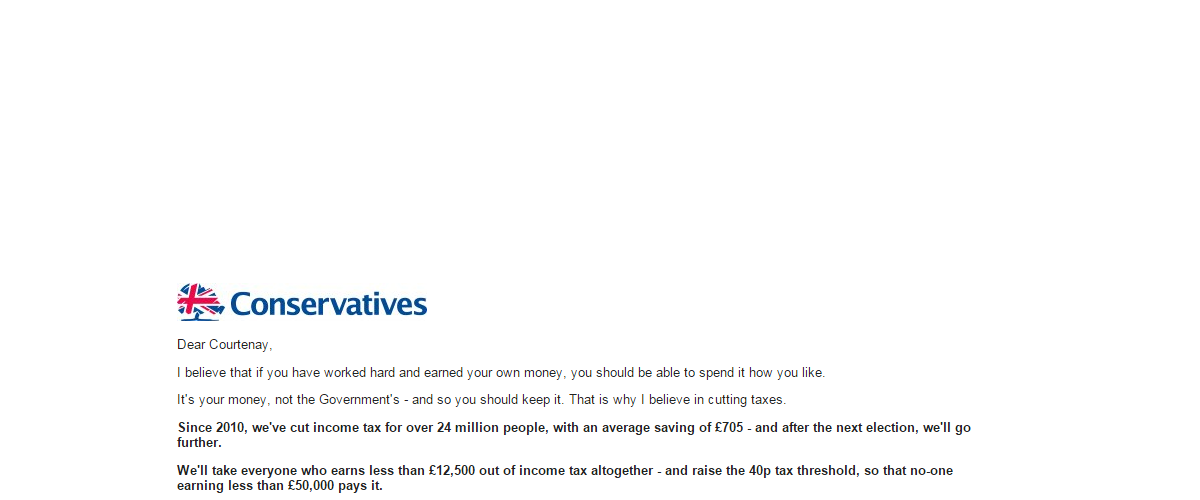 Conservatives
Dear Courtenay,
I believe that if you have worked hard and earned your own money, you should be able to spend it how you like.
It's your money, not the Government's - and so you should keep it. That is why I believe in cutting taxes.
Since 2010, we've cut income tax for over 24 million people, with an average saving of £705 - and after the next election, we'll go
further.
We'll take everyone who earns less than £12,500 out of income tax altogether - and raise the 40p tax threshold, so that no-one
earning less than £50,000 pays it.